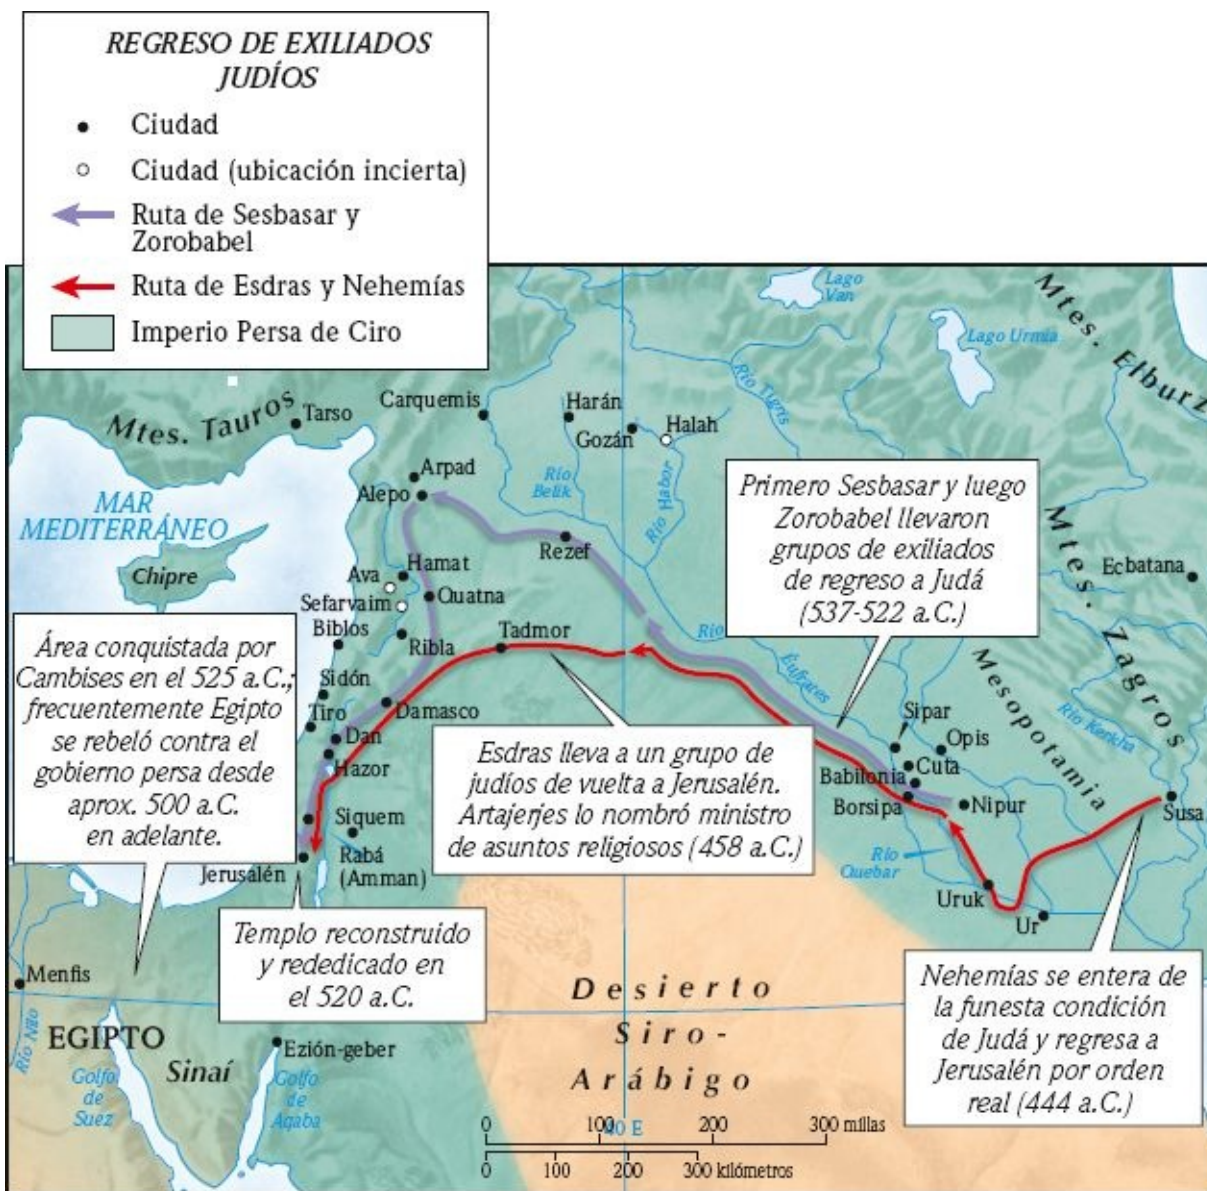 REGRESO DE EXILIADOS
JUDÍOS
Ciudad
Ciudad (ubicación incierta)
Ruta de Sesbasar y
Zorobabel
Ruta de Esdras y Nehemías
Imperio Persa de Ciro
Lago
Van
Lago Urmia
Mtes. Elburz
Mtes. Tauros
Tarso
Carquemis
Harán
Gozán
Halah
Río Tigris
Arpad
Alepo
Río
Belik
Río Habor
MAR
MEDITERRÁNEO
Chipre
Rezef
Primero Sesbasar y luego
Zorobabel llevaron
grupos de exiliados
de regreso a Judá
(537-522 a.C.)
Mtes. Zagros
Ecbatana
Hamat
Ava
Quatna
Sefarvaim
Biblos
Ribla
Tadmor
Río
Éufrates
Mesopotamia
Río Kerkha
Área conquistada por
Cambises en el 525 a.C.;
frecuentemente Egipto
se rebeló contra el
gobierno persa desde
aprox. 500 a.C.
en adelante.
Sidón
Tiro
Damasco
Dan
Hazor
Sipar
Opis
Cuta
Babilonia
Borsipa
Nipur
Susa
Esdras lleva a un grupo de
judíos de vuelta a Jerusalén.
Artajerjes lo nombró ministro
de asuntos religiosos (458 a.C.)
Siquem
Rabá
(Amman)
Jerusalén
Río
Quebar
Uruk
Ur
Templo reconstruido
y rededicado en
el 520 a.C.
Nehemías se entera de
la funesta condición
de Judá y regresa a
Jerusalén por orden
real (444 a.C.)
Menfis
Río Nilo
EGIPTO
Sinaí
Golfo
de
Suez
Ezión-geber
Golfo
de
Aqaba
Desierto
Siro-
Arábigo
0 100 200 300 millas
40 E
0 100 200 300 kilómetros